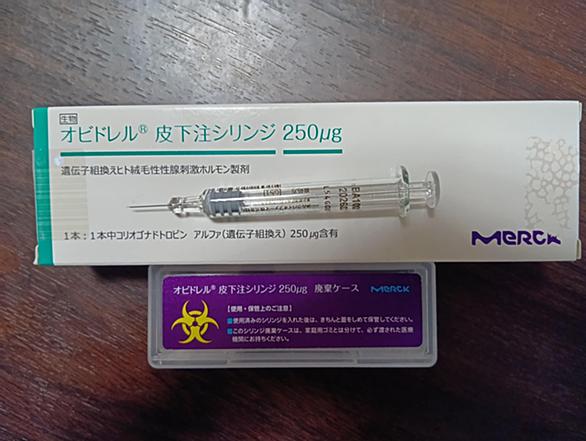 生物
オビドレル® 皮下注シリンジ 250μg
遺伝子組換えヒト絨毛性性腺刺激ホルモン製剤
1本:1本中コリオゴナドトロピン アルファ(遺伝子組換え)250μg含有
MERCK
オビドレル® 皮下注シリンジ 250μg 廃棄ケース MERCK
【使用・保管上のご注意】
■使用済みのシリンジを入れた後は、きちんと蓋をしめて保管してください。
■このシリンジ廃棄ケースは、家庭用ゴミとは分けて、必ず渡された医療
機関にお持ちください。